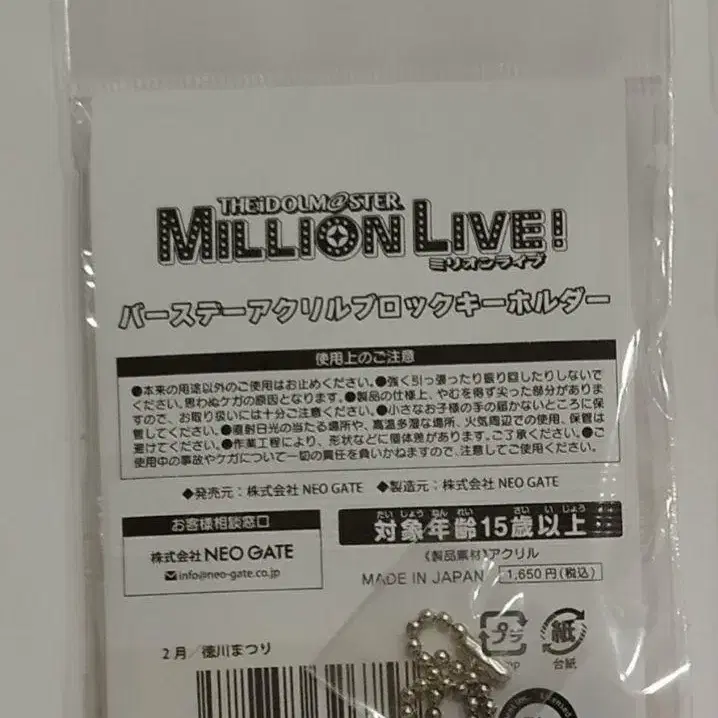 THE iDOLM@STER
MILLION LIVE!
ミリオンライブ
バースデーアクリルブロックキーホルダー
使用上のご注意
●本来の用途以外のご使用はお止めください。●強く引っ張ったり振り回したりしないで
ください。思わぬケガの原因となります。●製品の仕様上、やむを得ず尖った部分がありま
すので、お取り扱いには十分ご注意ください。●小さなお子様の手の届かないところに保
管してください。●直射日光の当たる場所や、高温多湿な場所、火気周辺での使用、保管は
避けてください。●作業工程により、形状などに個体差があります。ご了承ください。●ご
使用中の事故やケガについて一切の責任を負いかねますので、注意してご使用ください。
◆発売元：株式会社 NEO GATE ◆製造元：株式会社 NEO GATE
お客様相談窓口
株式会社 NEO GATE
info@neo-gate.co.jp
たいしょうねんれい さいいじょう
対象年齢15歳以上
《製品素材》アクリル
MADE IN JAPAN 1,650円(税込)
プラ
紙
台紙
2月／徳川まつり